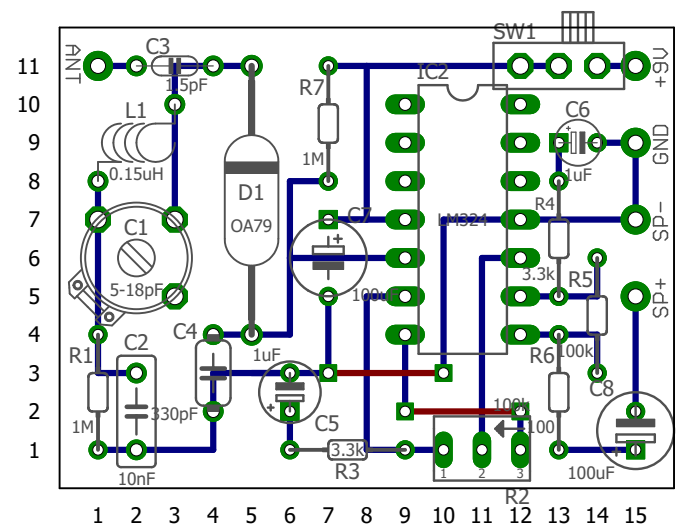 SW1
ANT
C3
1.5pF
R7
IC2
+9V
11
10
9
8
7
6
5
4
3
2
1
L1
0.15uH
1M
C6
+
1uF
GND
D1
OA79
C7
+
100u
LM324
R4
3.3k
SP-
C1
5-18pF
R5
100k
SP+
R1
1M
C2
330pF
10nF
C4
1uF
+
C5
3.3k
R3
R6
C8
100k
100
1
2
3
R2
+
100uF
1 2 3 4 5 6 7 8 9 10 11 12 13 14 15